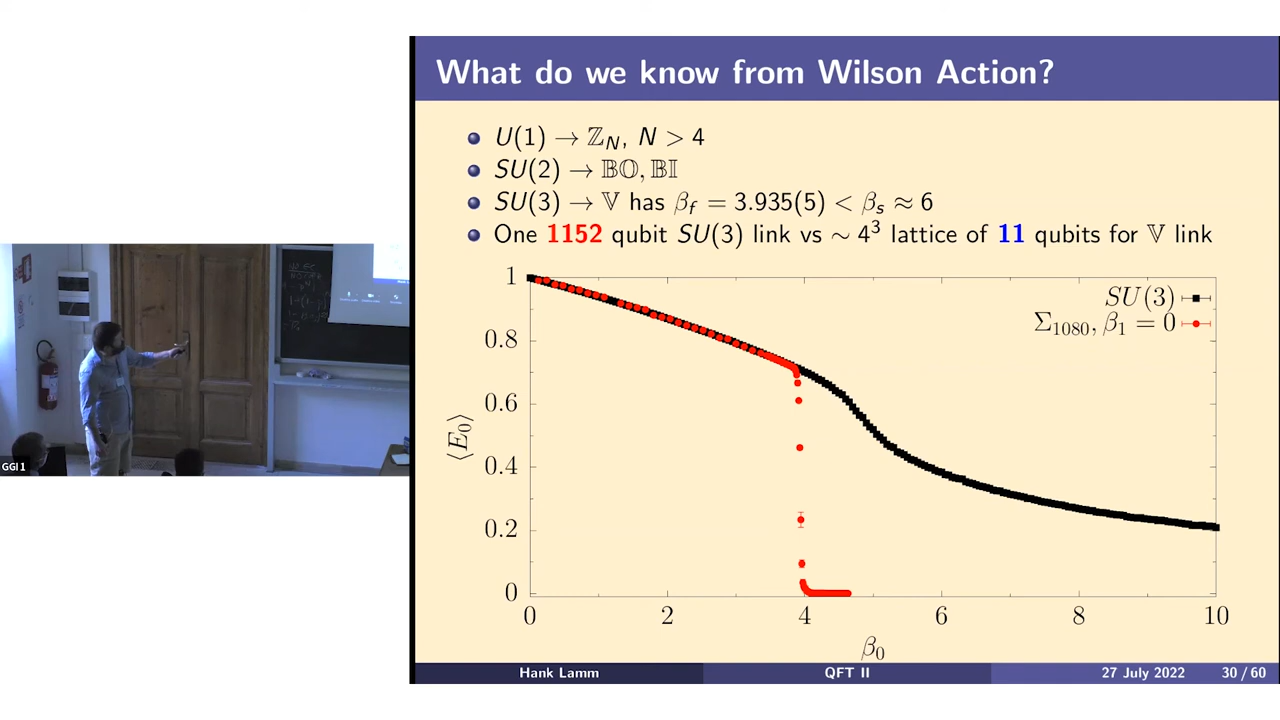 What do we know from Wilson Action?
U(1) → ℤ_N, N > 4
SU(2) → 𝔹𝕆, 𝔹𝕀
SU(3) → 𝕍 has β_f = 3.935(5) < β_s ≈ 6
One 1152 qubit SU(3) link vs ~ 4³ lattice of 11 qubits for 𝕍 link
1
0.8
0.6
0.4
0.2
0
⟨E₀⟩
SU(3)
Σ₁₀₈₀, β₁ = 0
0 2 4 6 8 10
β₀
Hank Lamm QFT II 27 July 2022 30 / 60
GGI 1